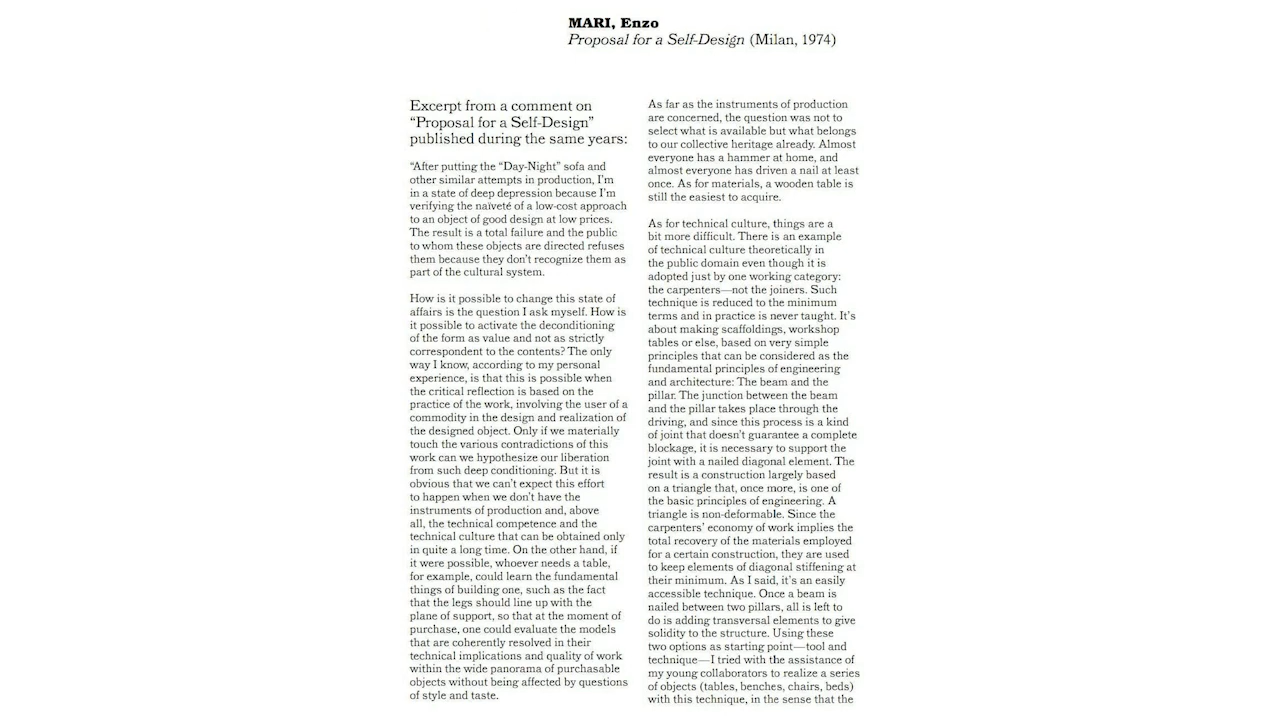 MARI, Enzo
Proposal for a Self-Design (Milan, 1974)
Excerpt from a comment on
“Proposal for a Self-Design”
published during the same years:
“After putting the “Day-Night” sofa and
other similar attempts in production, I’m
in a state of deep depression because I’m
verifying the naïveté of a low-cost approach
to an object of good design at low prices.
The result is a total failure and the public
to whom these objects are directed refuses
them because they don’t recognize them as
part of the cultural system.
How is it possible to change this state of
affairs is the question I ask myself. How is
it possible to activate the deconditioning
of the form as value and not as strictly
correspondent to the contents? The only
way I know, according to my personal
experience, is that this is possible when
the critical reflection is based on the
practice of the work, involving the user of a
commodity in the design and realization of
the designed object. Only if we materially
touch the various contradictions of this
work can we hypothesize our liberation
from such deep conditioning. But it is
obvious that we can’t expect this effort
to happen when we don’t have the
instruments of production and, above
all, the technical competence and the
technical culture that can be obtained only
in quite a long time. On the other hand, if
it were possible, whoever needs a table,
for example, could learn the fundamental
things of building one, such as the fact
that the legs should line up with the
plane of support, so that at the moment of
purchase, one could evaluate the models
that are coherently resolved in their
technical implications and quality of work
within the wide panorama of purchasable
objects without being affected by questions
of style and taste.
As far as the instruments of production
are concerned, the question was not to
select what is available but what belongs
to our collective heritage already. Almost
everyone has a hammer at home, and
almost everyone has driven a nail at least
once. As for materials, a wooden table is
still the easiest to acquire.
As for technical culture, things are a
bit more difficult. There is an example
of technical culture theoretically in
the public domain even though it is
adopted just by one working category:
the carpenters—not the joiners. Such
technique is reduced to the minimum
terms and in practice is never taught. It’s
about making scaffoldings, workshop
tables or else, based on very simple
principles that can be considered as the
fundamental principles of engineering
and architecture: The beam and the
pillar. The junction between the beam
and the pillar takes place through the
driving, and since this process is a kind
of joint that doesn’t guarantee a complete
blockage, it is necessary to support the
joint with a nailed diagonal element. The
result is a construction largely based
on a triangle that, once more, is one of
the basic principles of engineering. A
triangle is non-deformable. Since the
carpenters’ economy of work implies the
total recovery of the materials employed
for a certain construction, they are used
to keep elements of diagonal stiffening at
their minimum. As I said, it’s an easily
accessible technique. Once a beam is
nailed between two pillars, all is left to
do is adding transversal elements to give
solidity to the structure. Using these
two options as starting point—tool and
technique—I tried with the assistance of
my young collaborators to realize a series
of objects (tables, benches, chairs, beds)
with this technique, in the sense that the